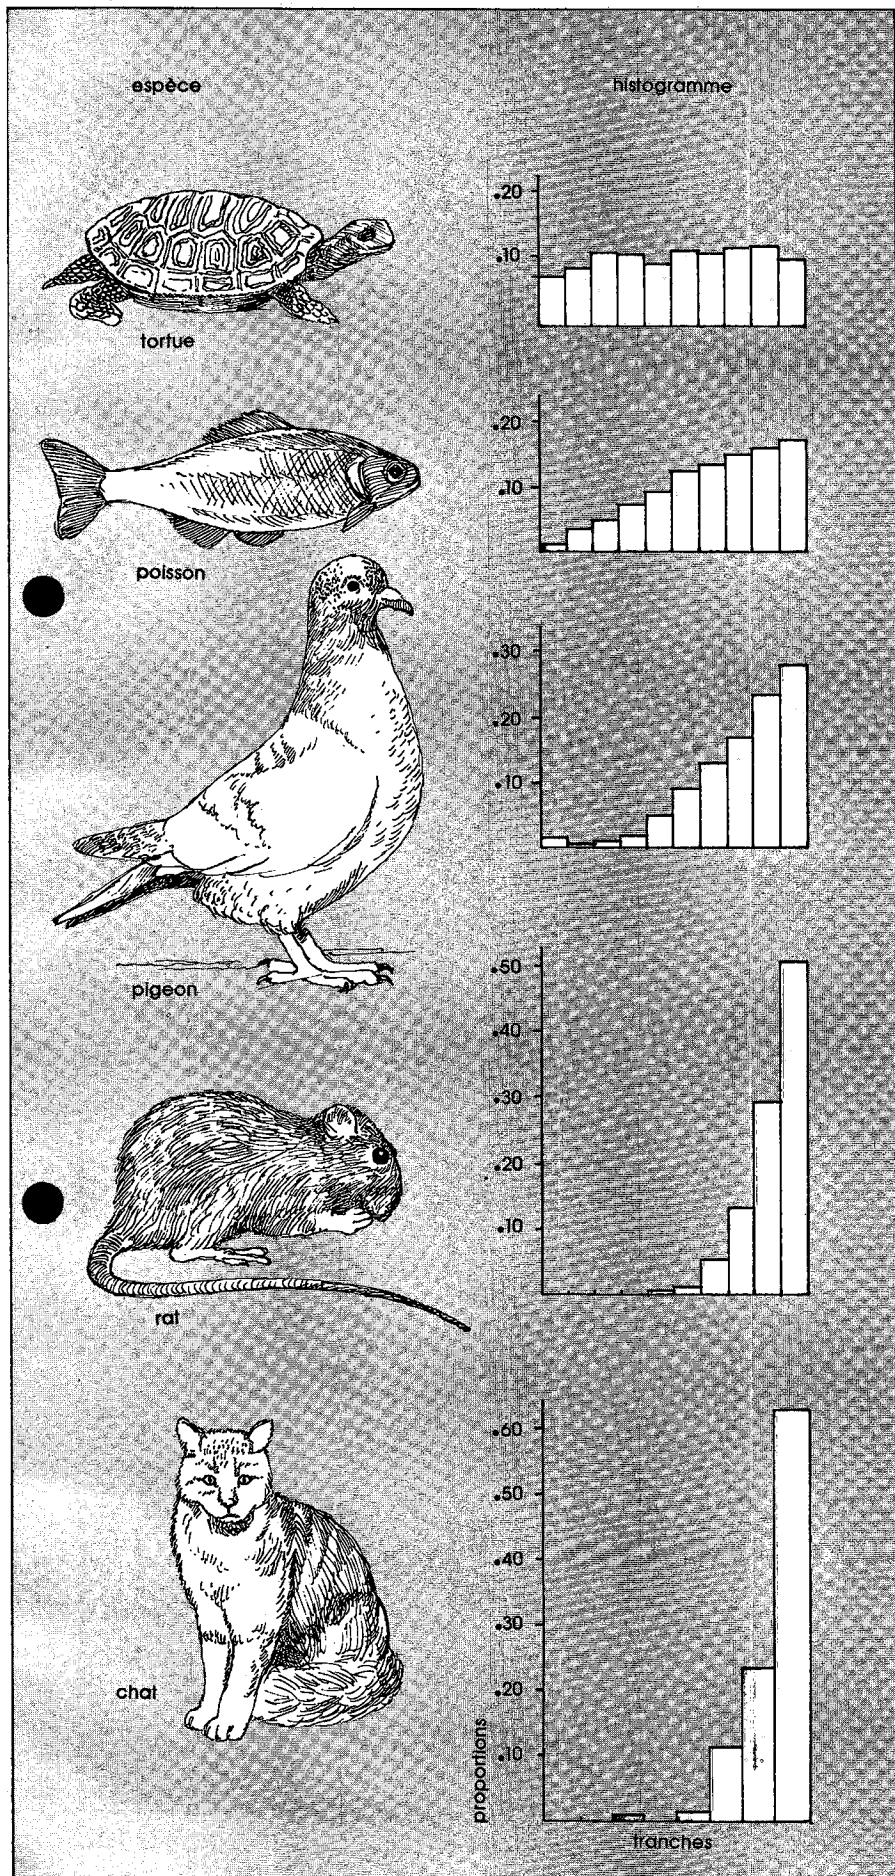 espèce histogramme
.20
.10
tortue
.20
.10
poisson
.30
.20
.10
pigeon
.50
.40
.30
.20
.10
rat
.60
.50
.40
.30
.20
.10
chat
proportions
tranches